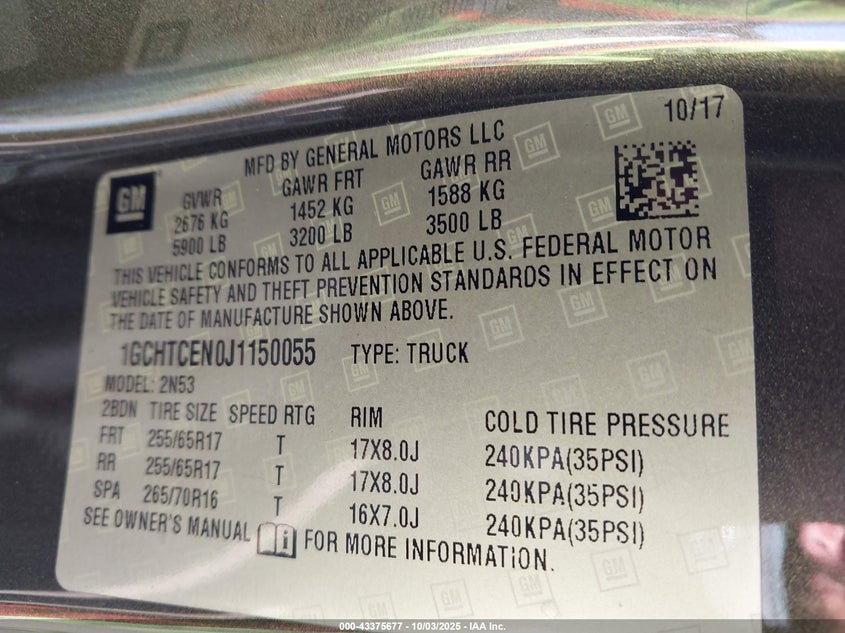 10/17
MFD BY GENERAL MOTORS LLC
GM
GVWR GAWR FRT GAWR RR
2676 KG 1452 KG 1588 KG
5900 LB 3200 LB 3500 LB
THIS VEHICLE CONFORMS TO ALL APPLICABLE U.S. FEDERAL MOTOR
VEHICLE SAFETY AND THEFT PREVENTION STANDARDS IN EFFECT ON
THE DATE OF MANUFACTURE SHOWN ABOVE.
1GCHTCEN0J1150055 TYPE: TRUCK
MODEL: 2N53
2BDN TIRE SIZE SPEED RTG RIM COLD TIRE PRESSURE
FRT 255/65R17 T 17X8.0J 240KPA(35PSI)
RR 255/65R17 T 17X8.0J 240KPA(35PSI)
SPA 265/70R16 T 16X7.0J 240KPA(35PSI)
SEE OWNER'S MANUAL i FOR MORE INFORMATION.
000-43375677 - 10/03/2025 - IAA Inc.